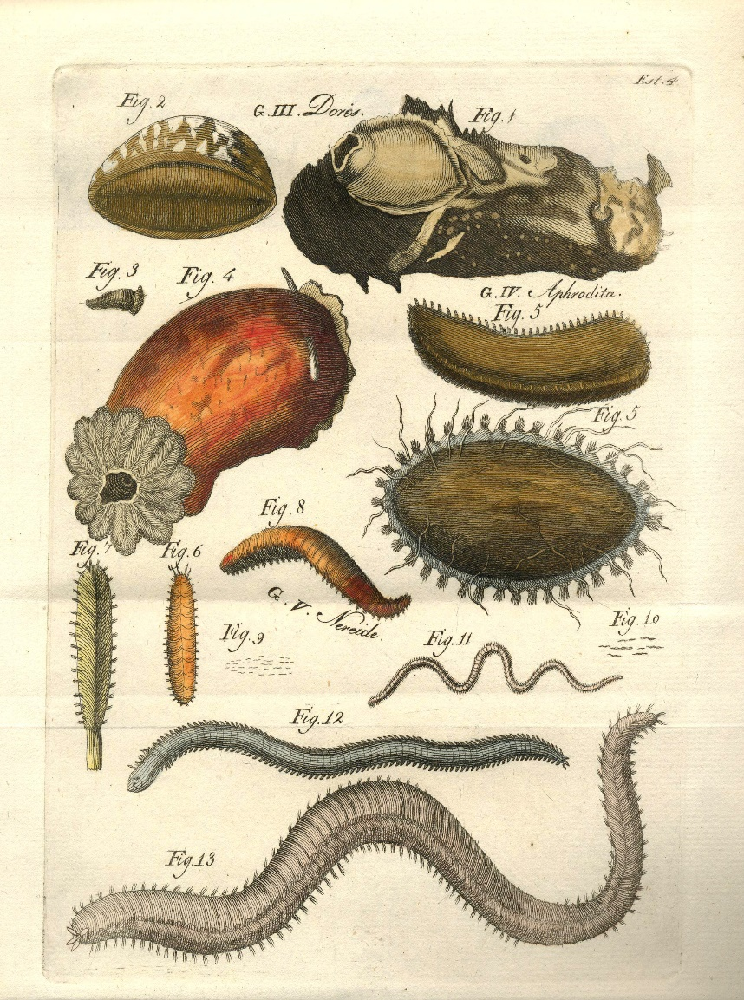 Est. 4.
Fig. 2
G. III. Doris.
Fig. 1
Fig. 3
Fig. 4
G. IV. Aphrodita.
Fig. 5
Fig. 5
Fig. 8
Fig. 7
Fig. 6
G. V. Nereide.
Fig. 9
Fig. 10
Fig. 11
Fig. 12
Fig. 13